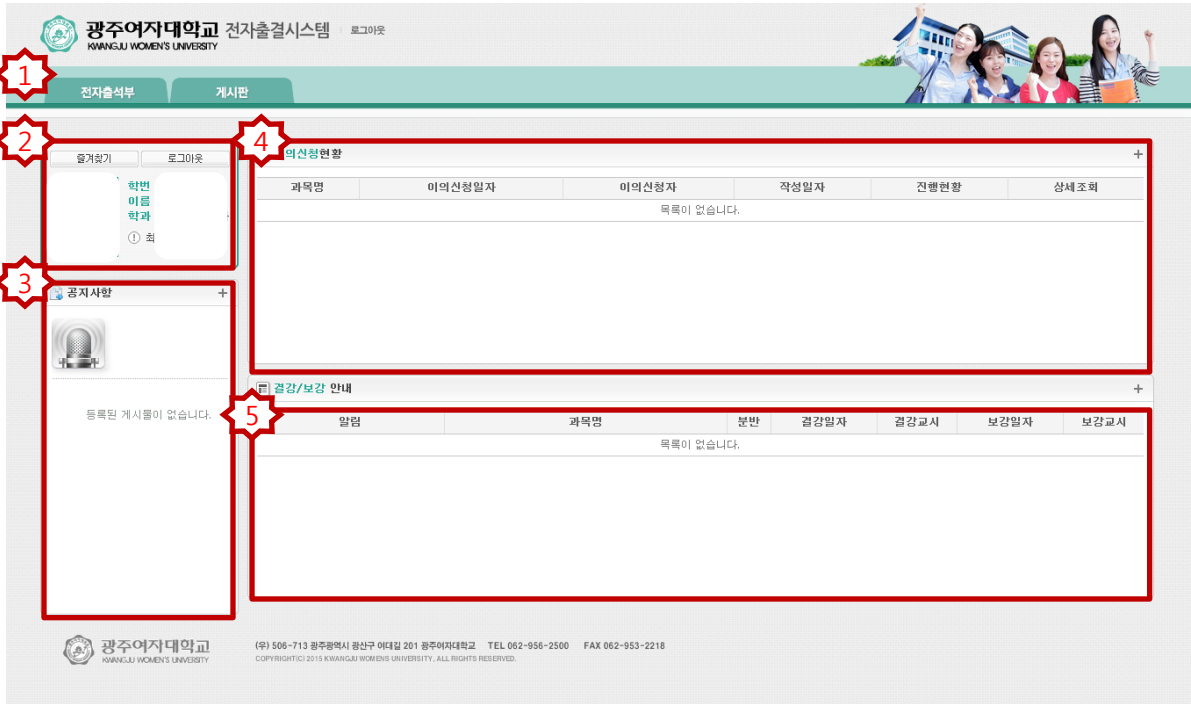 광주여자대학교 전자출결시스템 로그아웃
KWANGJU WOMEN'S UNIVERSITY
1
전자출석부 게시판
2
즐겨찾기 로그아웃
학번
이름
학과
최
3
공지사항
등록된 게시물이 없습니다.
4
의신청현황
과목명 이의신청일자 이의신청자 작성일자 진행현황 상세조회
목록이 없습니다.
결강/보강 안내
5
알림 과목명 분반 결강일자 결강교시 보강일자 보강교시
목록이 없습니다.
광주여자대학교
KWANGJU WOMEN'S UNIVERSITY
(우) 506-713 광주광역시 광산구 여대길 201 광주여자대학교 TEL 062-956-2500 FAX 062-953-2218
COPYRIGHT(C) 2015 KWANGJU WOMENS UNIVERSITY, ALL RIGHTS RESERVED.